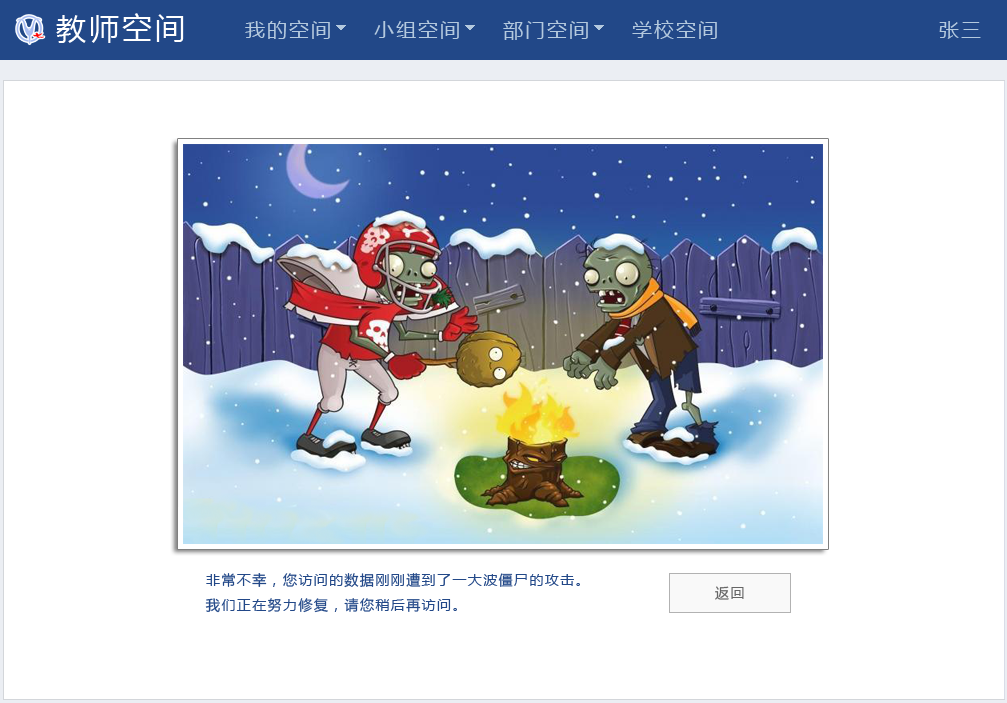 教师空间
我的空间 小组空间 部门空间 学校空间 张三
非常不幸，您访问的数据刚刚遭到了一大波僵尸的攻击。
我们正在努力修复，请您稍后再访问。
返回